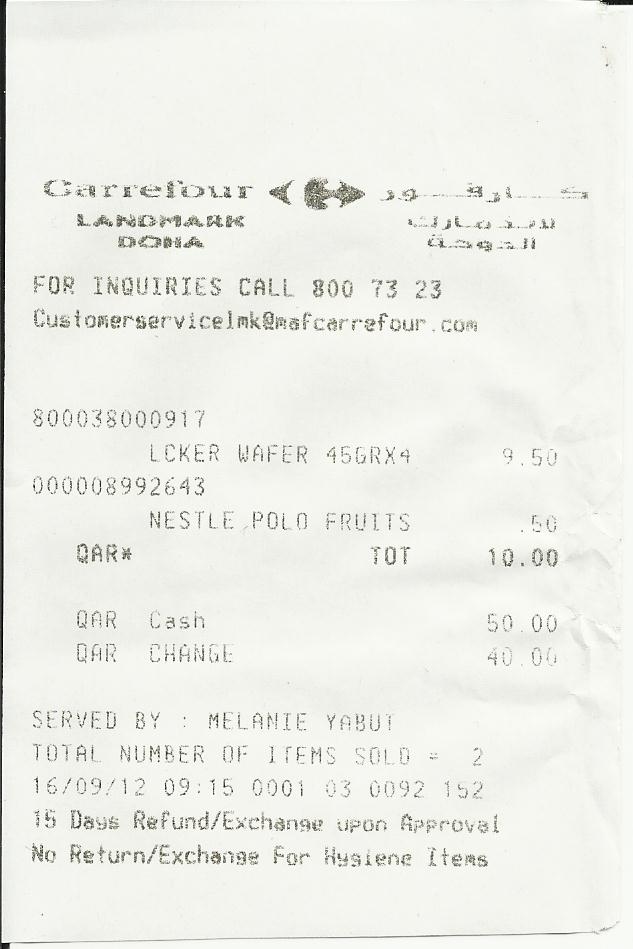 Carrefour كارفور
LANDMARK لاندمارك
DOHA الدوحة
FOR INQUIRIES CALL 800 73 23
Customerservicelmk@mafcarrefour.com
800038000917
LCKER WAFER 45GRX4 9.50
000008992643
NESTLE POLO FRUITS .50
QAR* TOT 10.00
QAR Cash 50.00
QAR CHANGE 40.00
SERVED BY : MELANIE YABUT
TOTAL NUMBER OF ITEMS SOLD = 2
16/09/12 09:15 0001 03 0092 152
15 Days Refund/Exchange upon Approval
No Return/Exchange For Hygiene Items